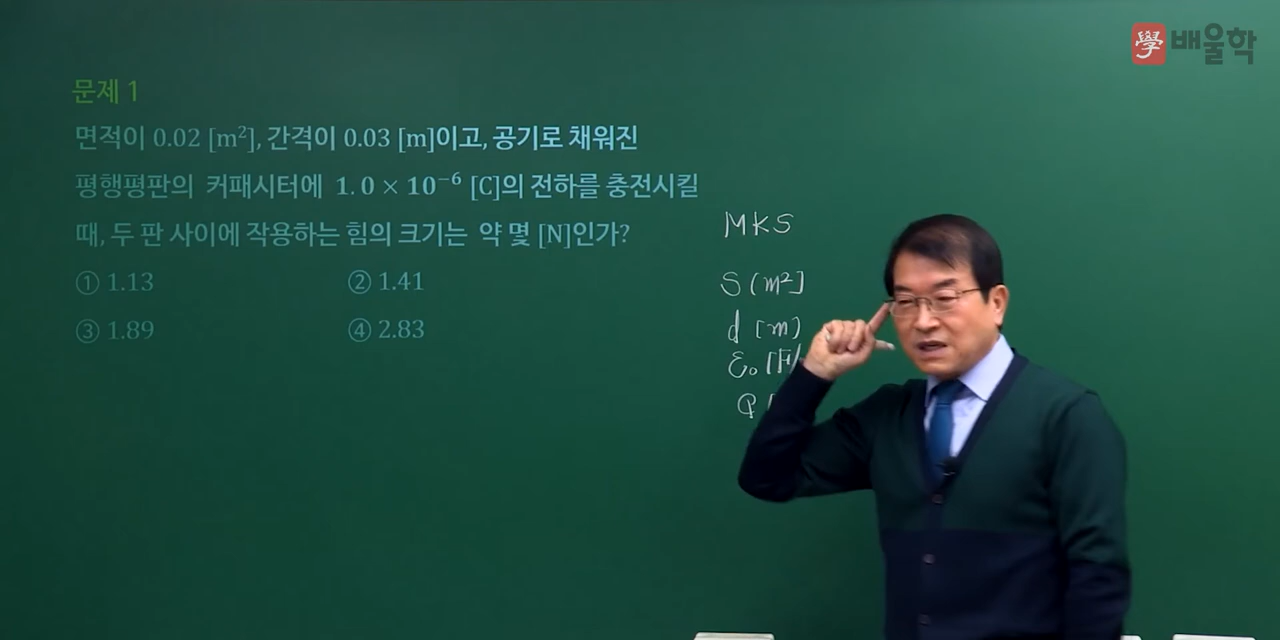 學 배울학
문제 1
면적이 0.02 [m²], 간격이 0.03 [m]이고, 공기로 채워진
평행평판의 커패시터에 1.0 × 10⁻⁶ [C]의 전하를 충전시킬
때, 두 판 사이에 작용하는 힘의 크기는 약 몇 [N]인가?
① 1.13 ② 1.41
③ 1.89 ④ 2.83
MKS
S [m²]
d [m]
ε₀ [F/
Q [